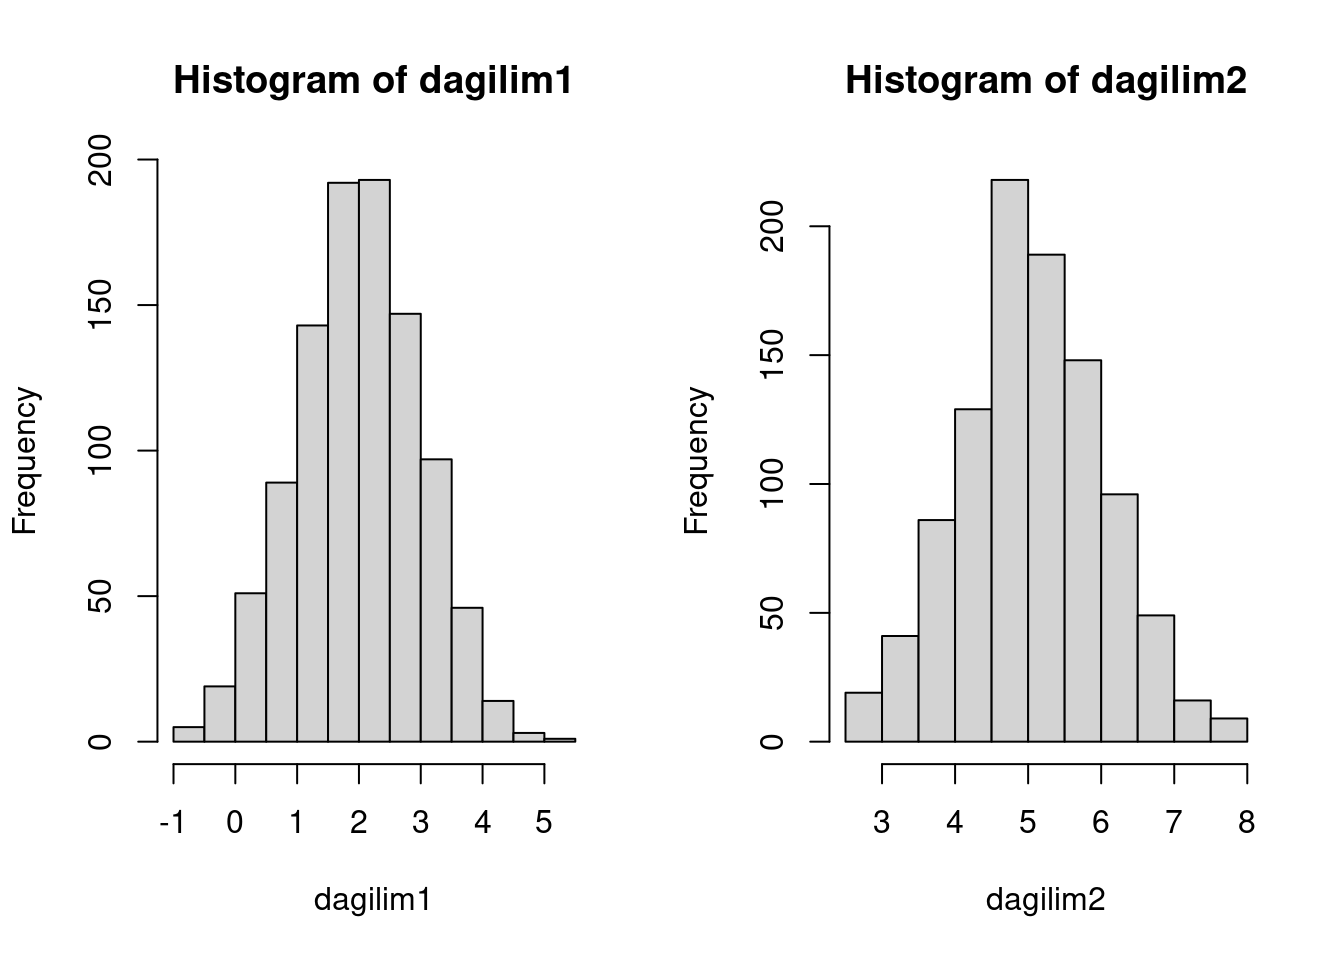 Histogram of dagilim1
Frequency
200
150
100
50
0
-1 0 1 2 3 4 5
dagilim1
Histogram of dagilim2
Frequency
200
150
100
50
0
3 4 5 6 7 8
dagilim2